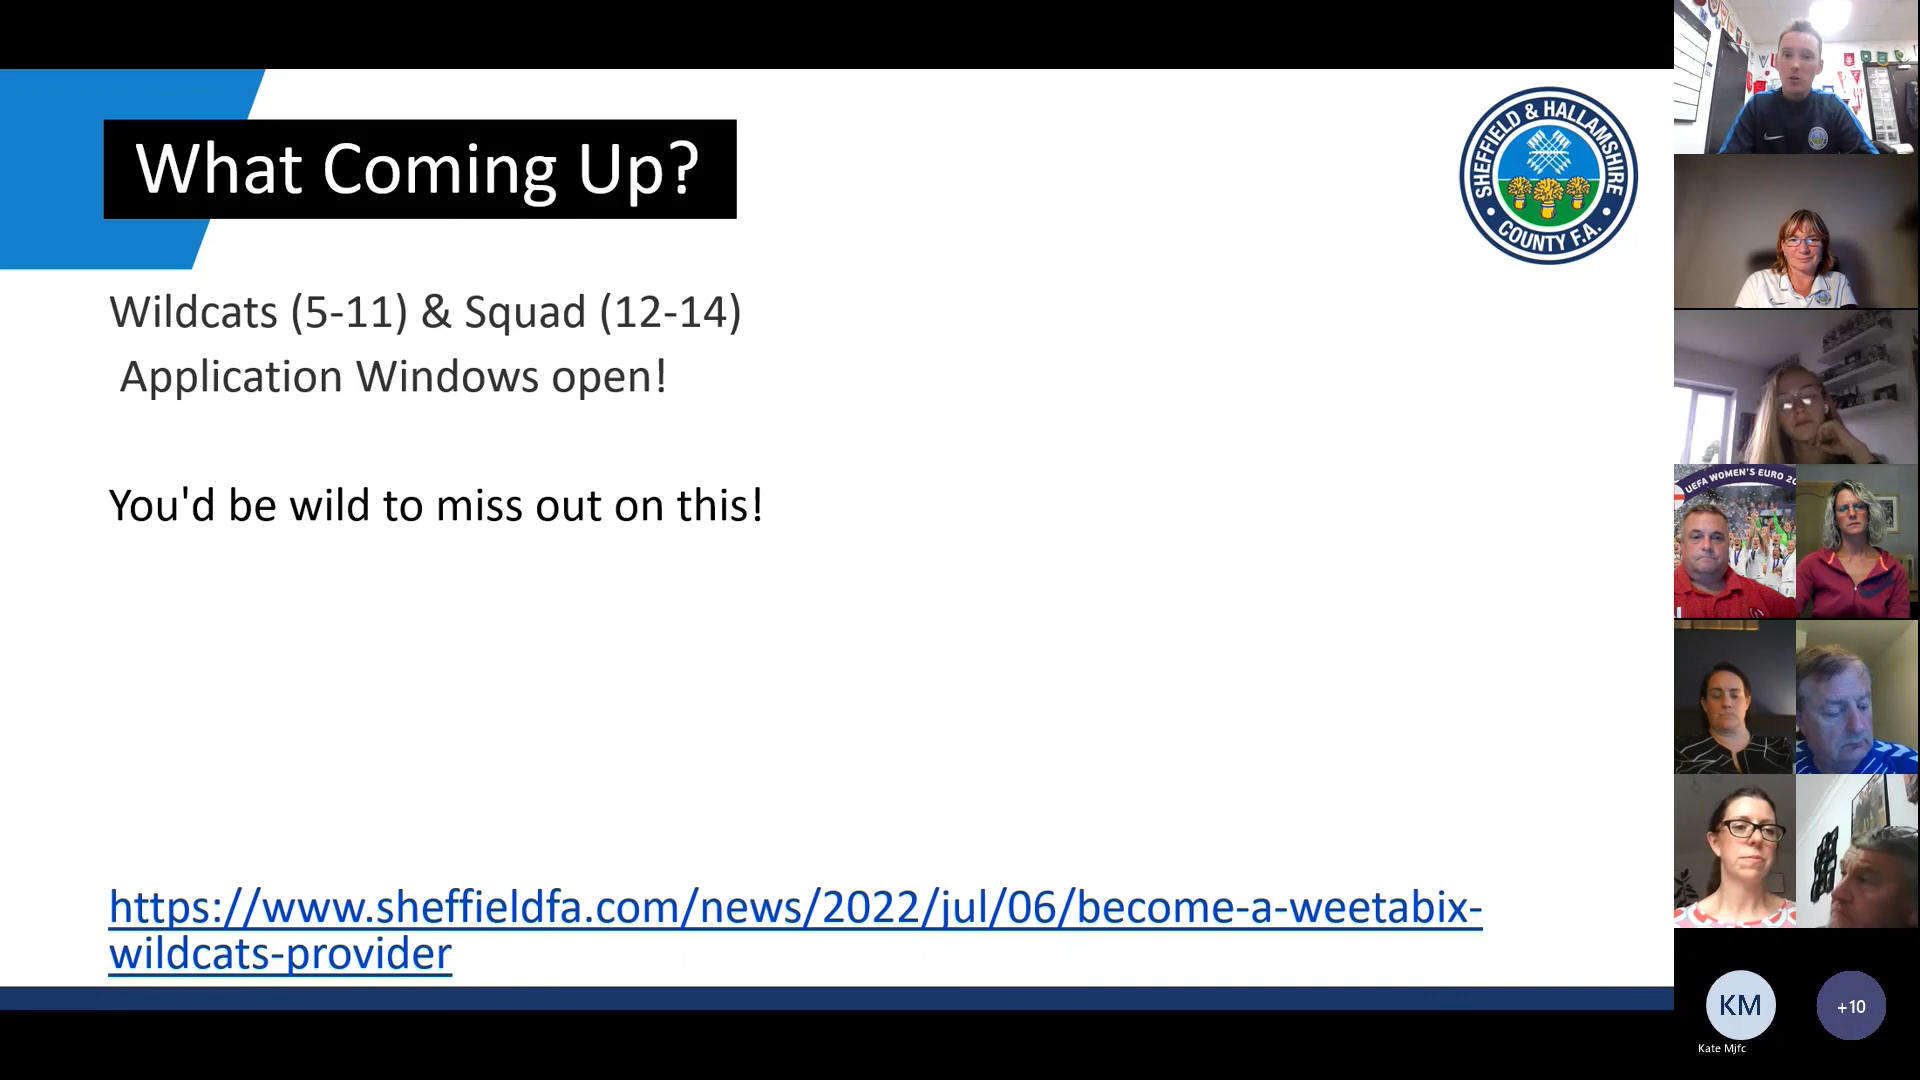 What Coming Up?
SHEFFIELD & HALLAMSHIRE
COUNTY F.A.
Wildcats (5-11) & Squad (12-14)
Application Windows open!
You'd be wild to miss out on this!
https://www.sheffieldfa.com/news/2022/jul/06/become-a-weetabix-
wildcats-provider
UEFA WOMEN'S EURO
KM
+10
Kate Mjfc